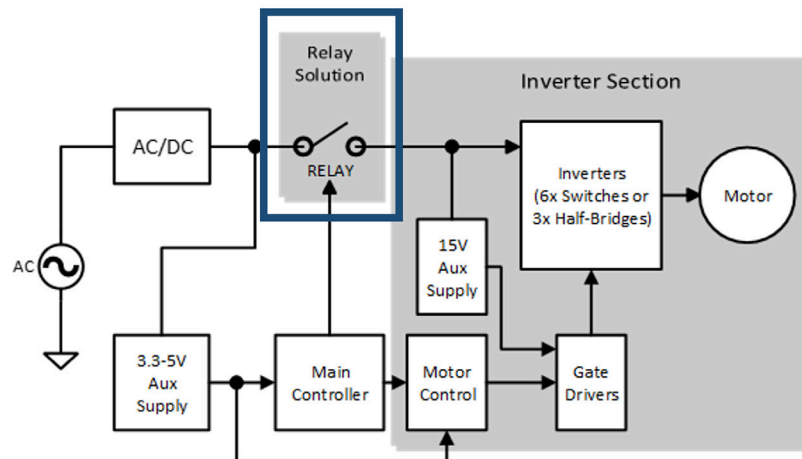 Relay
Solution
RELAY
Inverter Section
AC/DC
Inverters
(6x Switches or
3x Half-Bridges)
Motor
AC
15V
Aux
Supply
3.3-5V
Aux
Supply
Main
Controller
Motor
Control
Gate
Drivers